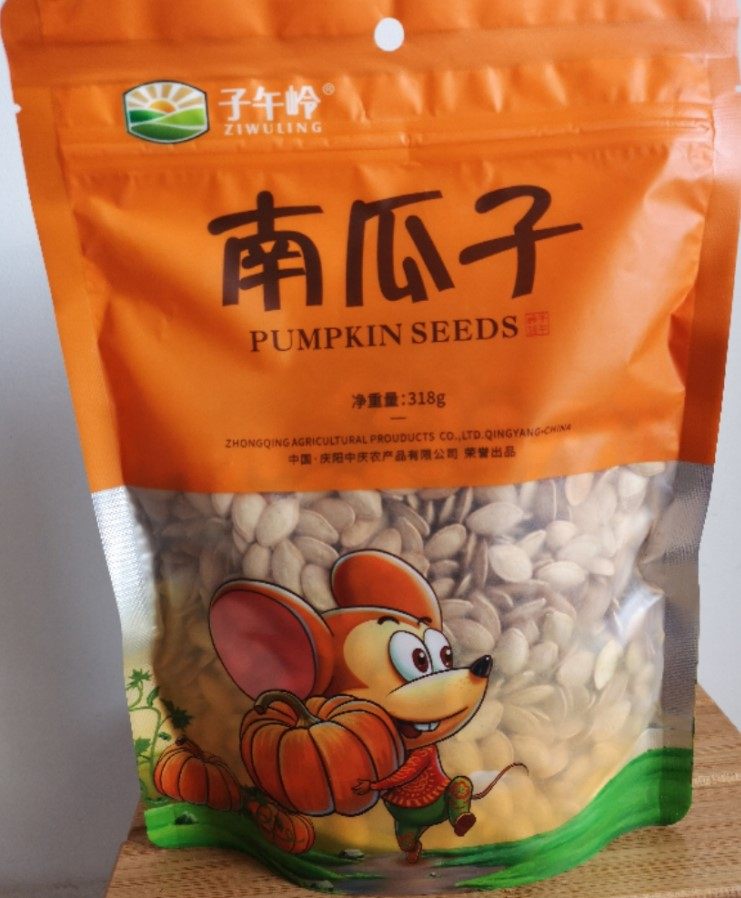 子午岭®
ZIWULING
南瓜子
PUMPKIN SEEDS
净重量:318g
ZHONGQING AGRICULTURAL PROUDUCTS CO.,LTD.QINGYANG·CHINA
中国·庆阳中庆农产品有限公司 荣誉出品